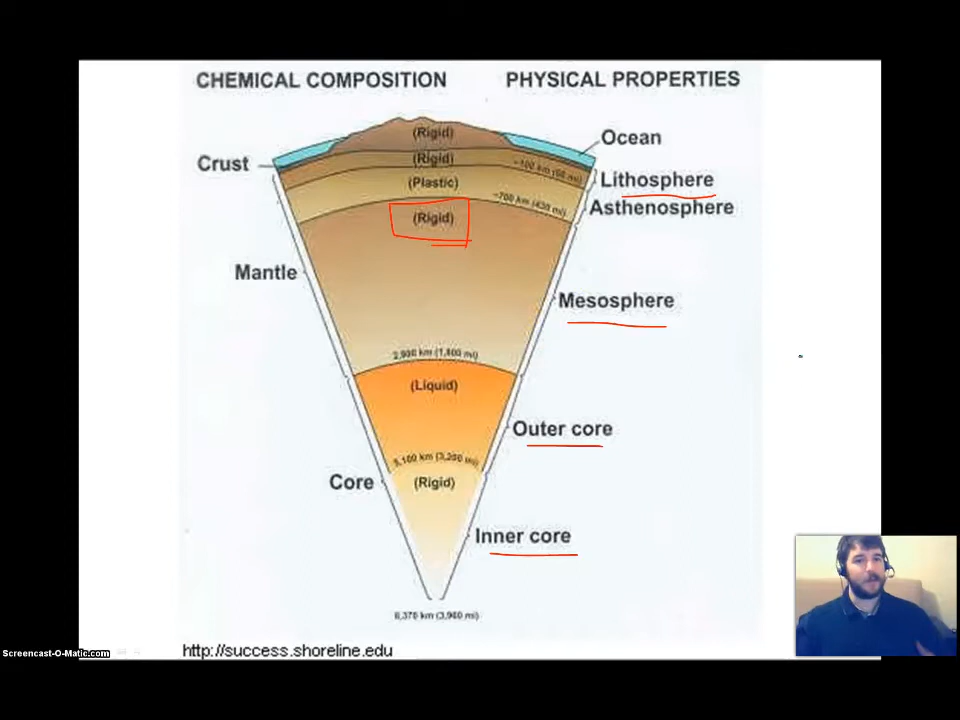 CHEMICAL COMPOSITION PHYSICAL PROPERTIES
(Rigid)
Ocean
Crust
(Rigid)
~100 km (60 mi)
Lithosphere
(Plastic)
~700 km (430 mi)
Asthenosphere
(Rigid)
Mantle
Mesosphere
2,900 km (1,800 mi)
(Liquid)
Outer core
5,100 km (3,200 mi)
Core
(Rigid)
Inner core
6,370 km (3,960 mi)
http://success.shoreline.edu
Screencast-O-Matic.com